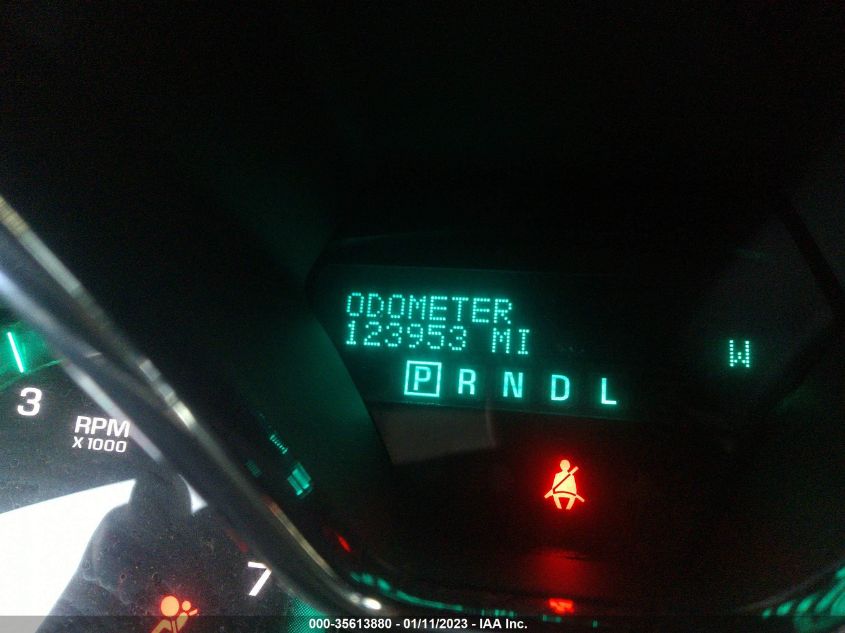 ODOMETER
123953 MI
W
P R N D L
3
RPM
X 1000
7
000-35613880 - 01/11/2023 - IAA Inc.